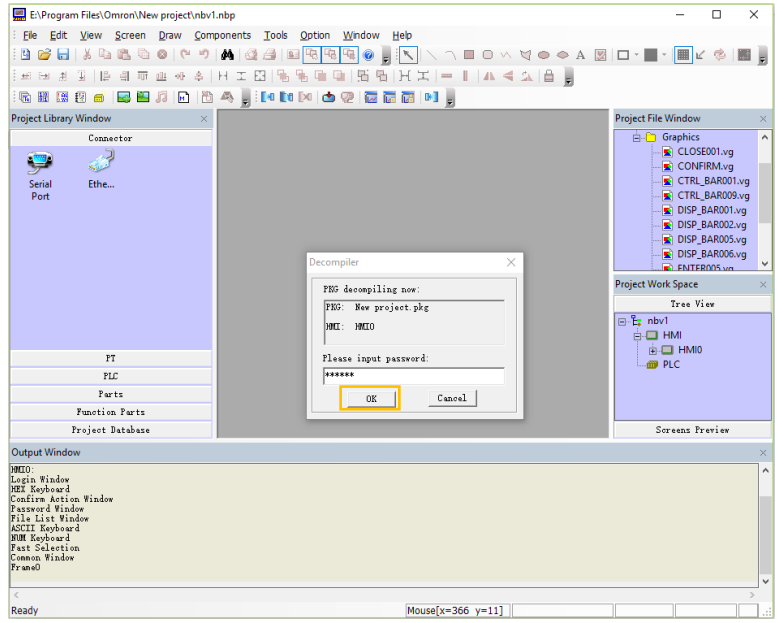 E:\Program Files\Omron\New project\nbv1.nbp
File Edit View Screen Draw Components Tools Option Window Help
Project Library Window
Connector
Serial Port
Ethe...
PT
PLC
Parts
Function Parts
Project Database
Decompiler
PKG decompiling now:
PKG: New project.pkg
HMI: HMI0
Please input password:
******
OK Cancel
Project File Window
Graphics
CLOSE001.vg
CONFIRM.vg
CTRL_BAR001.vg
CTRL_BAR009.vg
DISP_BAR001.vg
DISP_BAR002.vg
DISP_BAR005.vg
DISP_BAR006.vg
ENTER005.vg
Project Work Space
Tree View
nbv1
HMI
HMI0
PLC
Screens Preview
Output Window
HMI0:
Login Window
HEX Keyboard
Confirm Action Window
Password Window
File List Window
ASCII Keyboard
NUM Keyboard
Fast Selection
Common Window
Frame0
Ready
Mouse[x=366 y=11]